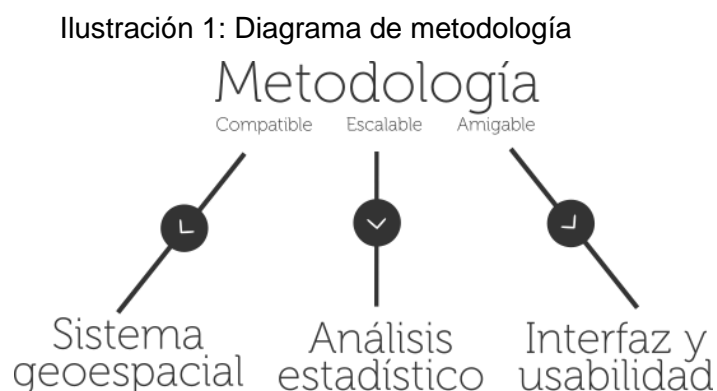 Ilustración 1: Diagrama de metodología
Metodología
Compatible Escalable Amigable
Sistema geoespacial
Análisis estadístico
Interfaz y usabilidad